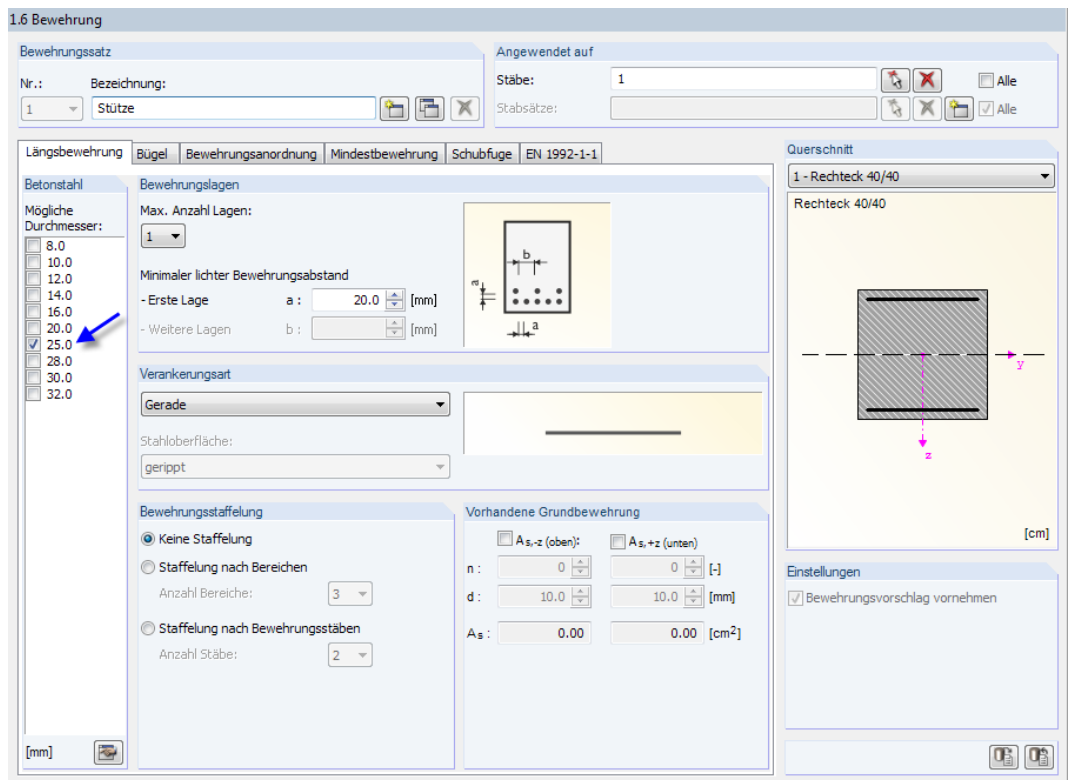 1.6 Bewehrung
Bewehrungssatz
Nr.: Bezeichnung:
1 Stütze
Angewendet auf
Stäbe: 1 Alle
Stabsätze: Alle
Längsbewehrung Bügel Bewehrungsanordnung Mindestbewehrung Schubfuge EN 1992-1-1
Betonstahl
Mögliche
Durchmesser:
8.0
10.0
12.0
14.0
16.0
20.0
25.0
28.0
30.0
32.0
[mm]
Bewehrungslagen
Max. Anzahl Lagen:
1
Minimaler lichter Bewehrungsabstand
- Erste Lage a : 20.0 [mm]
- Weitere Lagen b : [mm]
b
a
a
Verankerungsart
Gerade
Stahloberfläche:
gerippt
Bewehrungsstaffelung
Keine Staffelung
Staffelung nach Bereichen
Anzahl Bereiche: 3
Staffelung nach Bewehrungsstäben
Anzahl Stäbe: 2
Vorhandene Grundbewehrung
As,-z (oben): As,+z (unten)
n : 0 0 [-]
d : 10.0 10.0 [mm]
As : 0.00 0.00 [cm2]
Querschnitt
1 - Rechteck 40/40
Rechteck 40/40
y
z
[cm]
Einstellungen
Bewehrungsvorschlag vornehmen